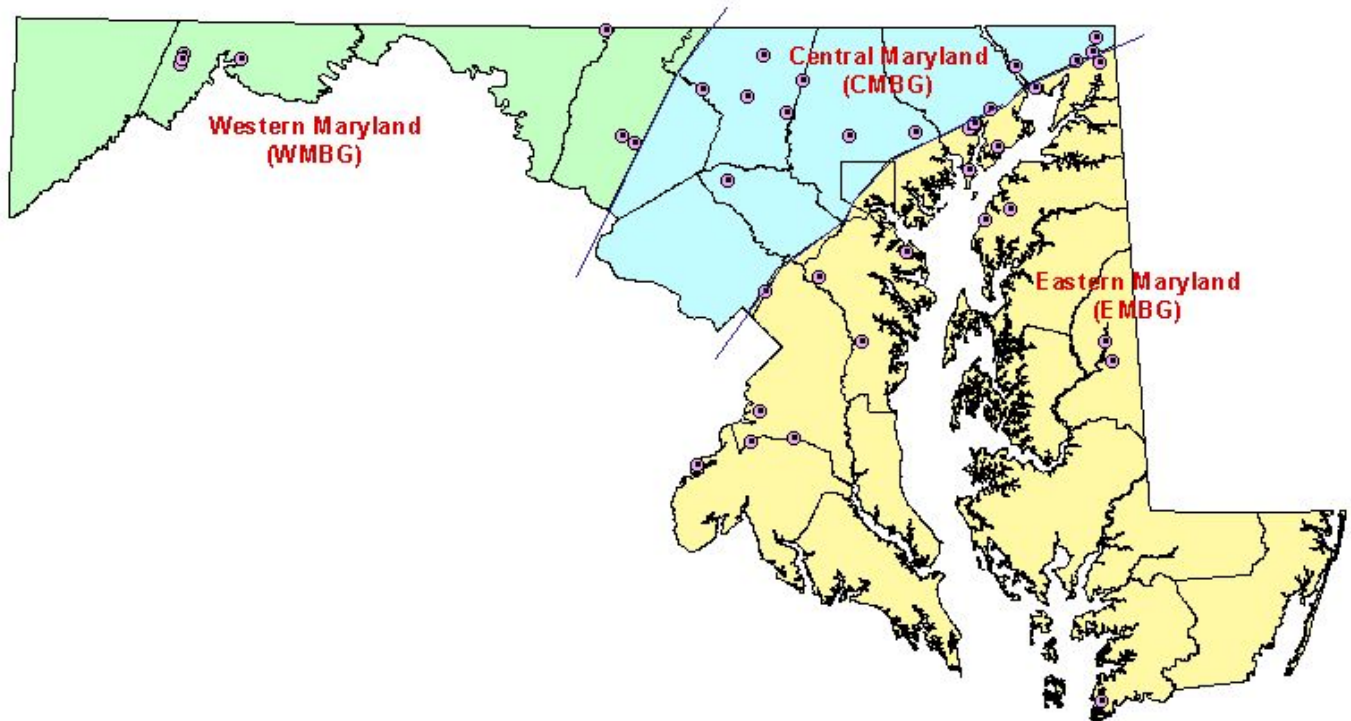 Western Maryland
(WMBG)
Central Maryland
(CMBG)
Eastern Maryland
(EMBG)